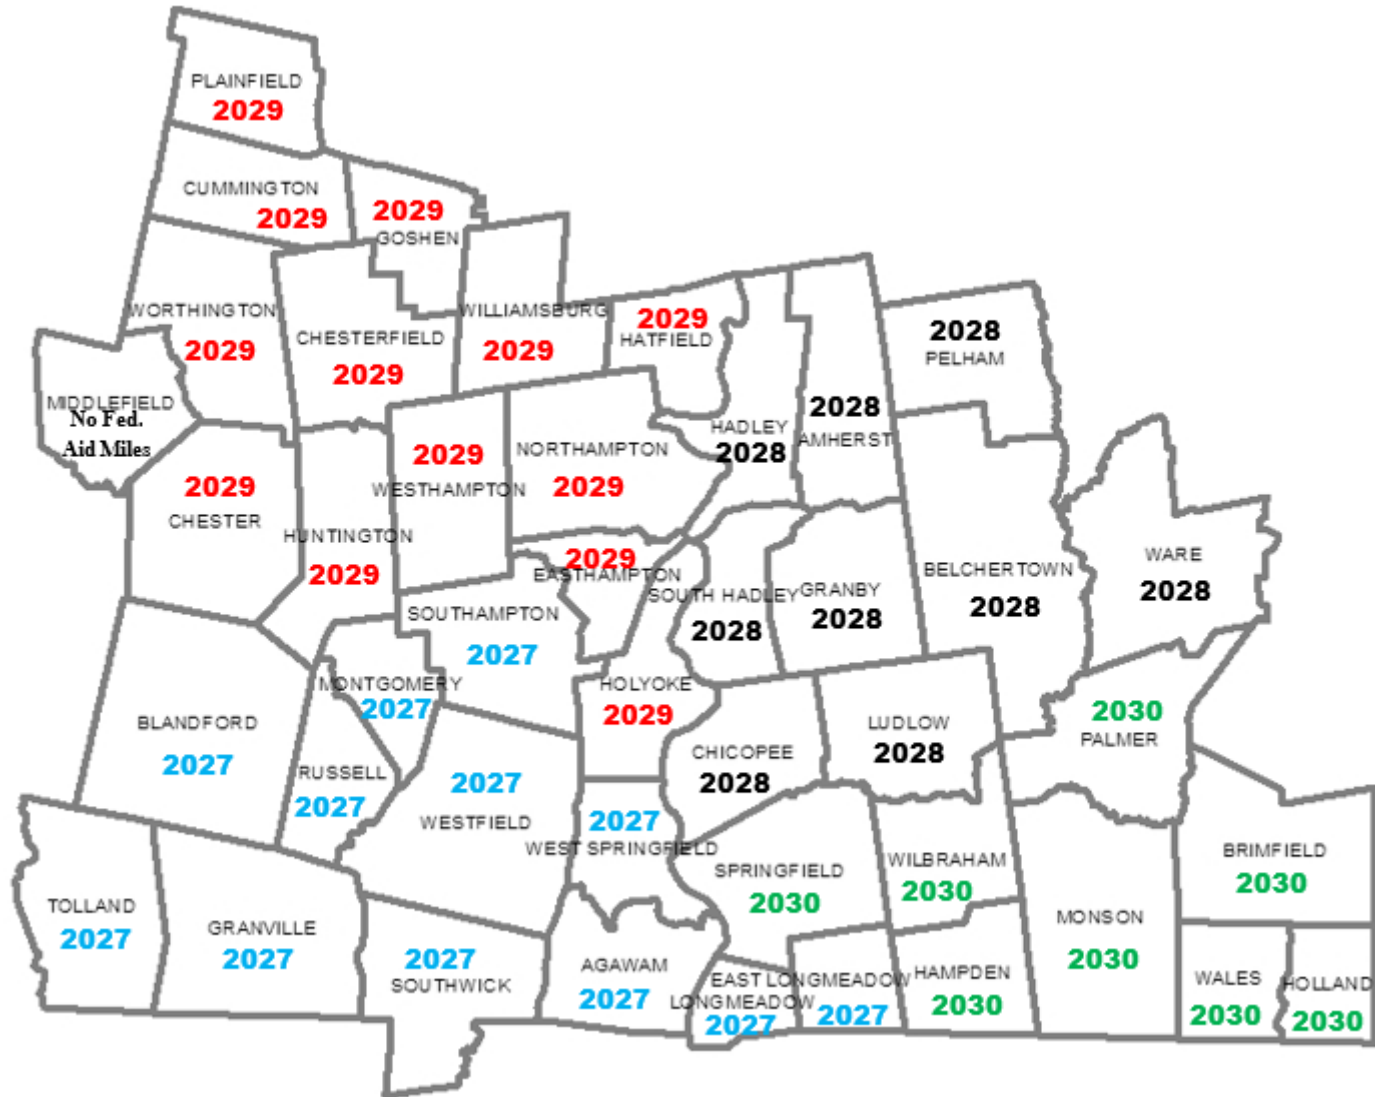 PLAINFIELD
2029
CUMMINGTON
2029
2029
GOSHEN
WORTHINGTON
2029
CHESTERFIELD
2029
WILLIAMSBURG
2029
2029
HATFIELD
2028
PELHAM
MIDDLEFIELD
No Fed.
Aid Miles
2029
CHESTER
HUNTINGTON
2029
2029
WESTHAMPTON
NORTHAMPTON
2029
HADLEY
2028
2028
AMHERST
2029
EASTHAMPTON
SOUTH HADLEY
2028
GRANBY
2028
BELCHERTOWN
2028
WARE
2028
SOUTHAMPTON
2027
MONTGOMERY
2027
HOLYOKE
2029
BLANDFORD
2027
RUSSELL
2027
2027
WESTFIELD
CHICOPEE
2028
LUDLOW
2028
2030
PALMER
2027
WEST SPRINGFIELD
SPRINGFIELD
2030
WILBRAHAM
2030
BRIMFIELD
2030
TOLLAND
2027
GRANVILLE
2027
2027
SOUTHWICK
AGAWAM
2027
EAST LONGMEADOW
2027
LONGMEADOW
2027
HAMPDEN
2030
MONSON
2030
WALES
2030
HOLLAND
2030